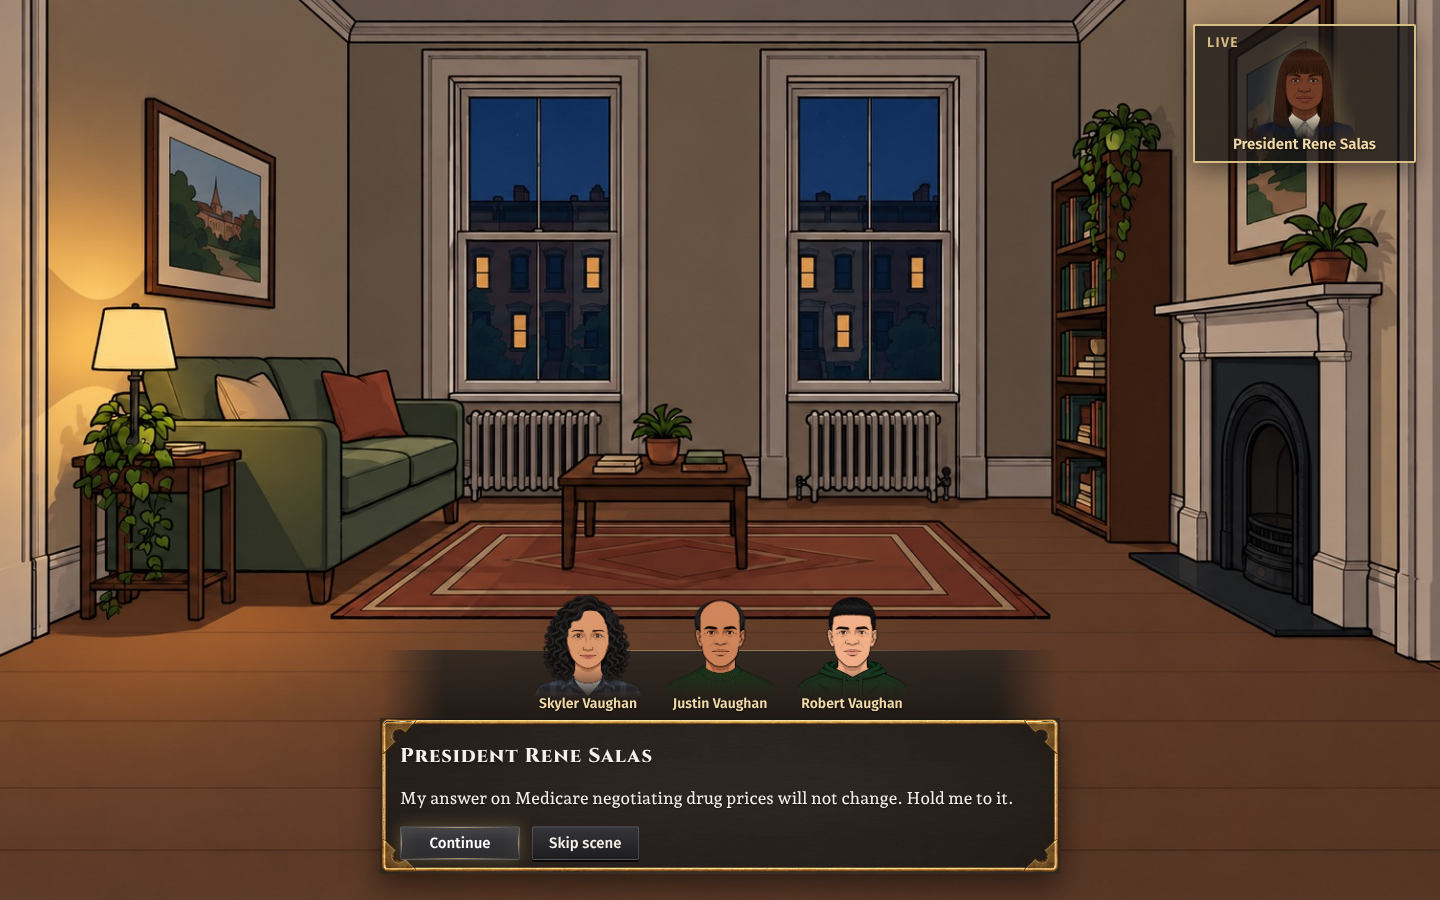 LIVE
President Rene Salas
Skyler Vaughan
Justin Vaughan
Robert Vaughan
President Rene Salas
My answer on Medicare negotiating drug prices will not change. Hold me to it.
Continue
Skip scene